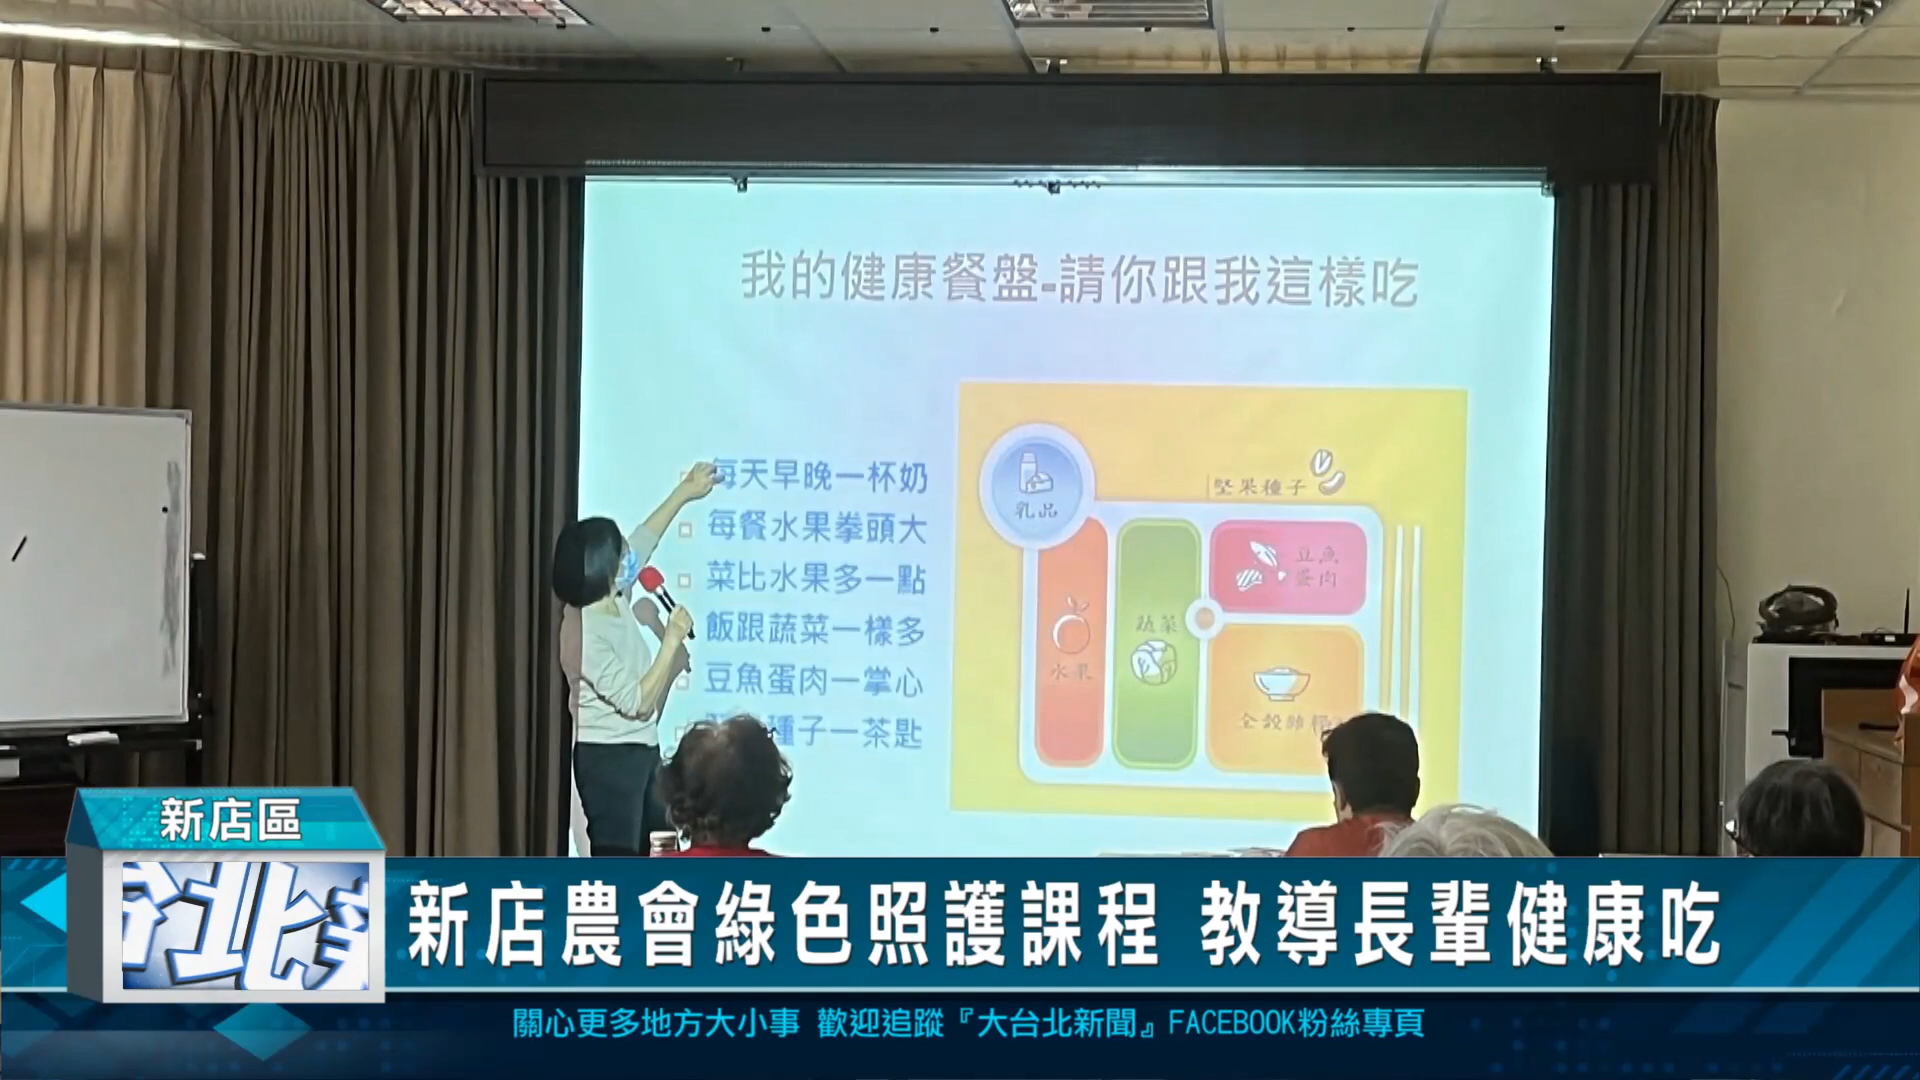 我的健康餐盤-請你跟我這樣吃
每天早晚一杯奶
每餐水果拳頭大
菜比水果多一點
飯跟蔬菜一樣多
豆魚蛋肉一掌心
種子一茶匙
乳品
堅果種子
豆魚
蛋肉
蔬菜
水果
全穀雜糧
新店區
新店農會綠色照護課程 教導長輩健康吃
關心更多地方大小事 歡迎追蹤『大台北新聞』FACEBOOK粉絲專頁